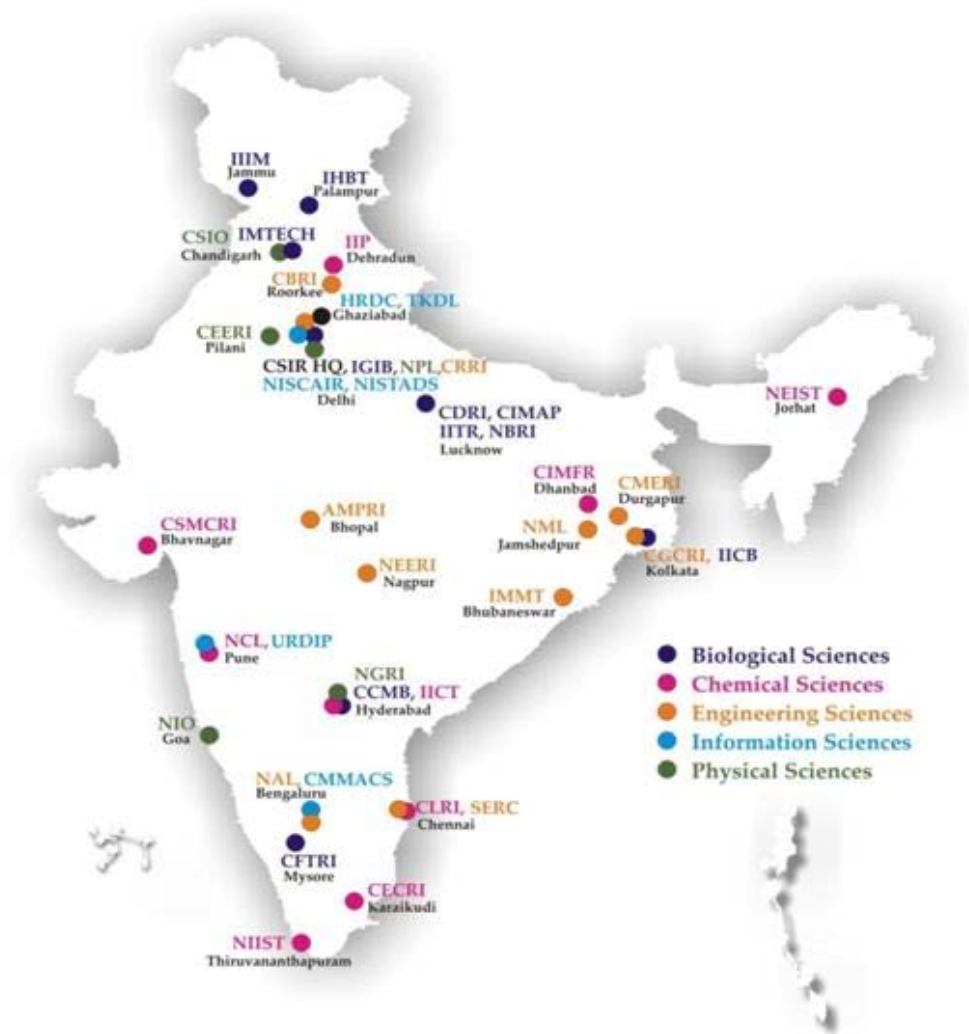 IIIM
Jammu
IHBT
Palampur
CSIO IMTECH
Chandigarh
IIP
Dehradun
CBRI
Roorkee
HRDC, TKDL
Ghaziabad
CEERI
Pilani
CSIR HQ, IGIB, NPL,CRRI
NISCAIR, NISTADS
Delhi
NEIST
Jorhat
CDRI, CIMAP
IITR, NBRI
Lucknow
CIMFR
Dhanbad
CMERI
Durgapur
AMPRI
Bhopal
CSMCRI
Bhavnagar
NML
Jamshedpur
CGCRI, IICB
Kolkata
NEERI
Nagpur
IMMT
Bhubaneswar
NCL, URDIP
Pune
NGRI
CCMB, IICT
Hyderabad
NIO
Goa
NAL, CMMACS
Bengaluru
CLRI, SERC
Chennai
CFTRI
Mysore
CECRI
Karaikudi
NIIST
Thiruvananthapuram
Biological Sciences
Chemical Sciences
Engineering Sciences
Information Sciences
Physical Sciences